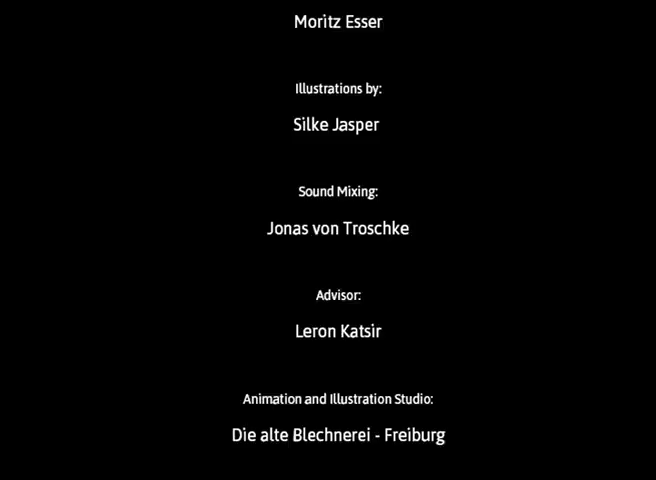 Moritz Esser
Illustrations by:
Silke Jasper
Sound Mixing:
Jonas von Troschke
Advisor:
Leron Katsir
Animation and Illustration Studio:
Die alte Blechnerei - Freiburg